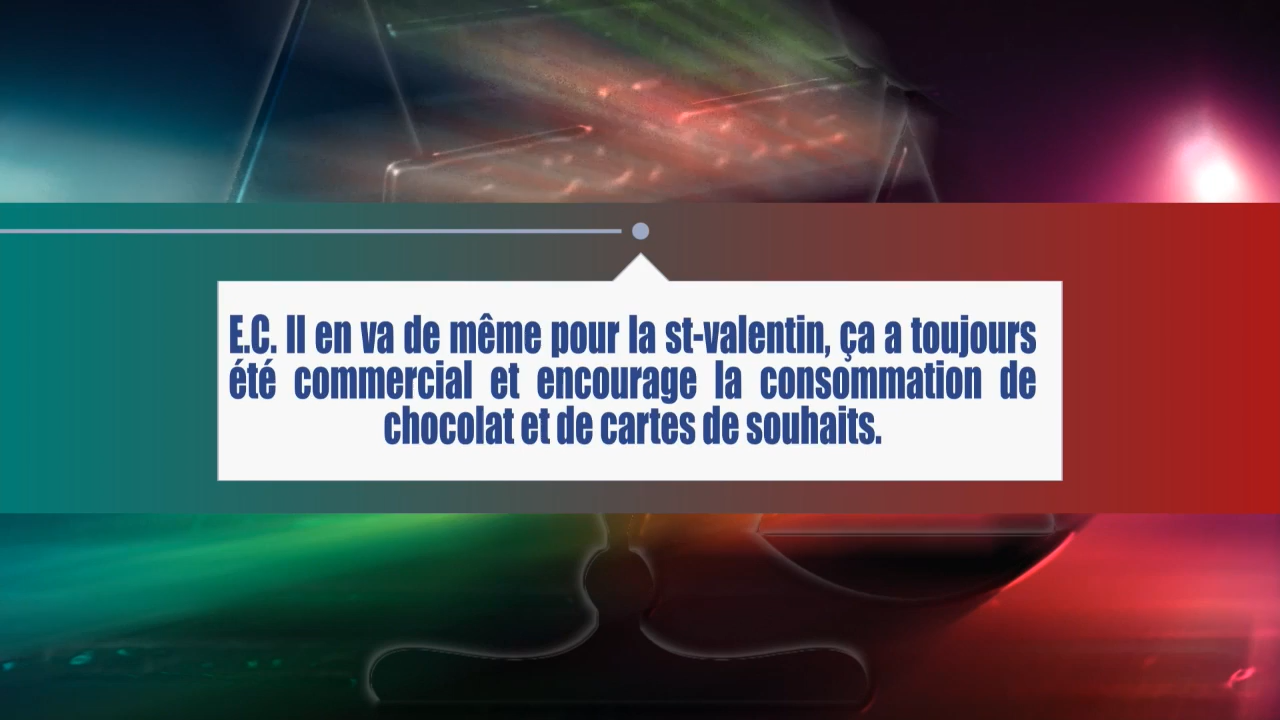 E.C. Il en va de même pour la st-valentin, ça a toujours
été commercial et encourage la consommation de
chocolat et de cartes de souhaits.